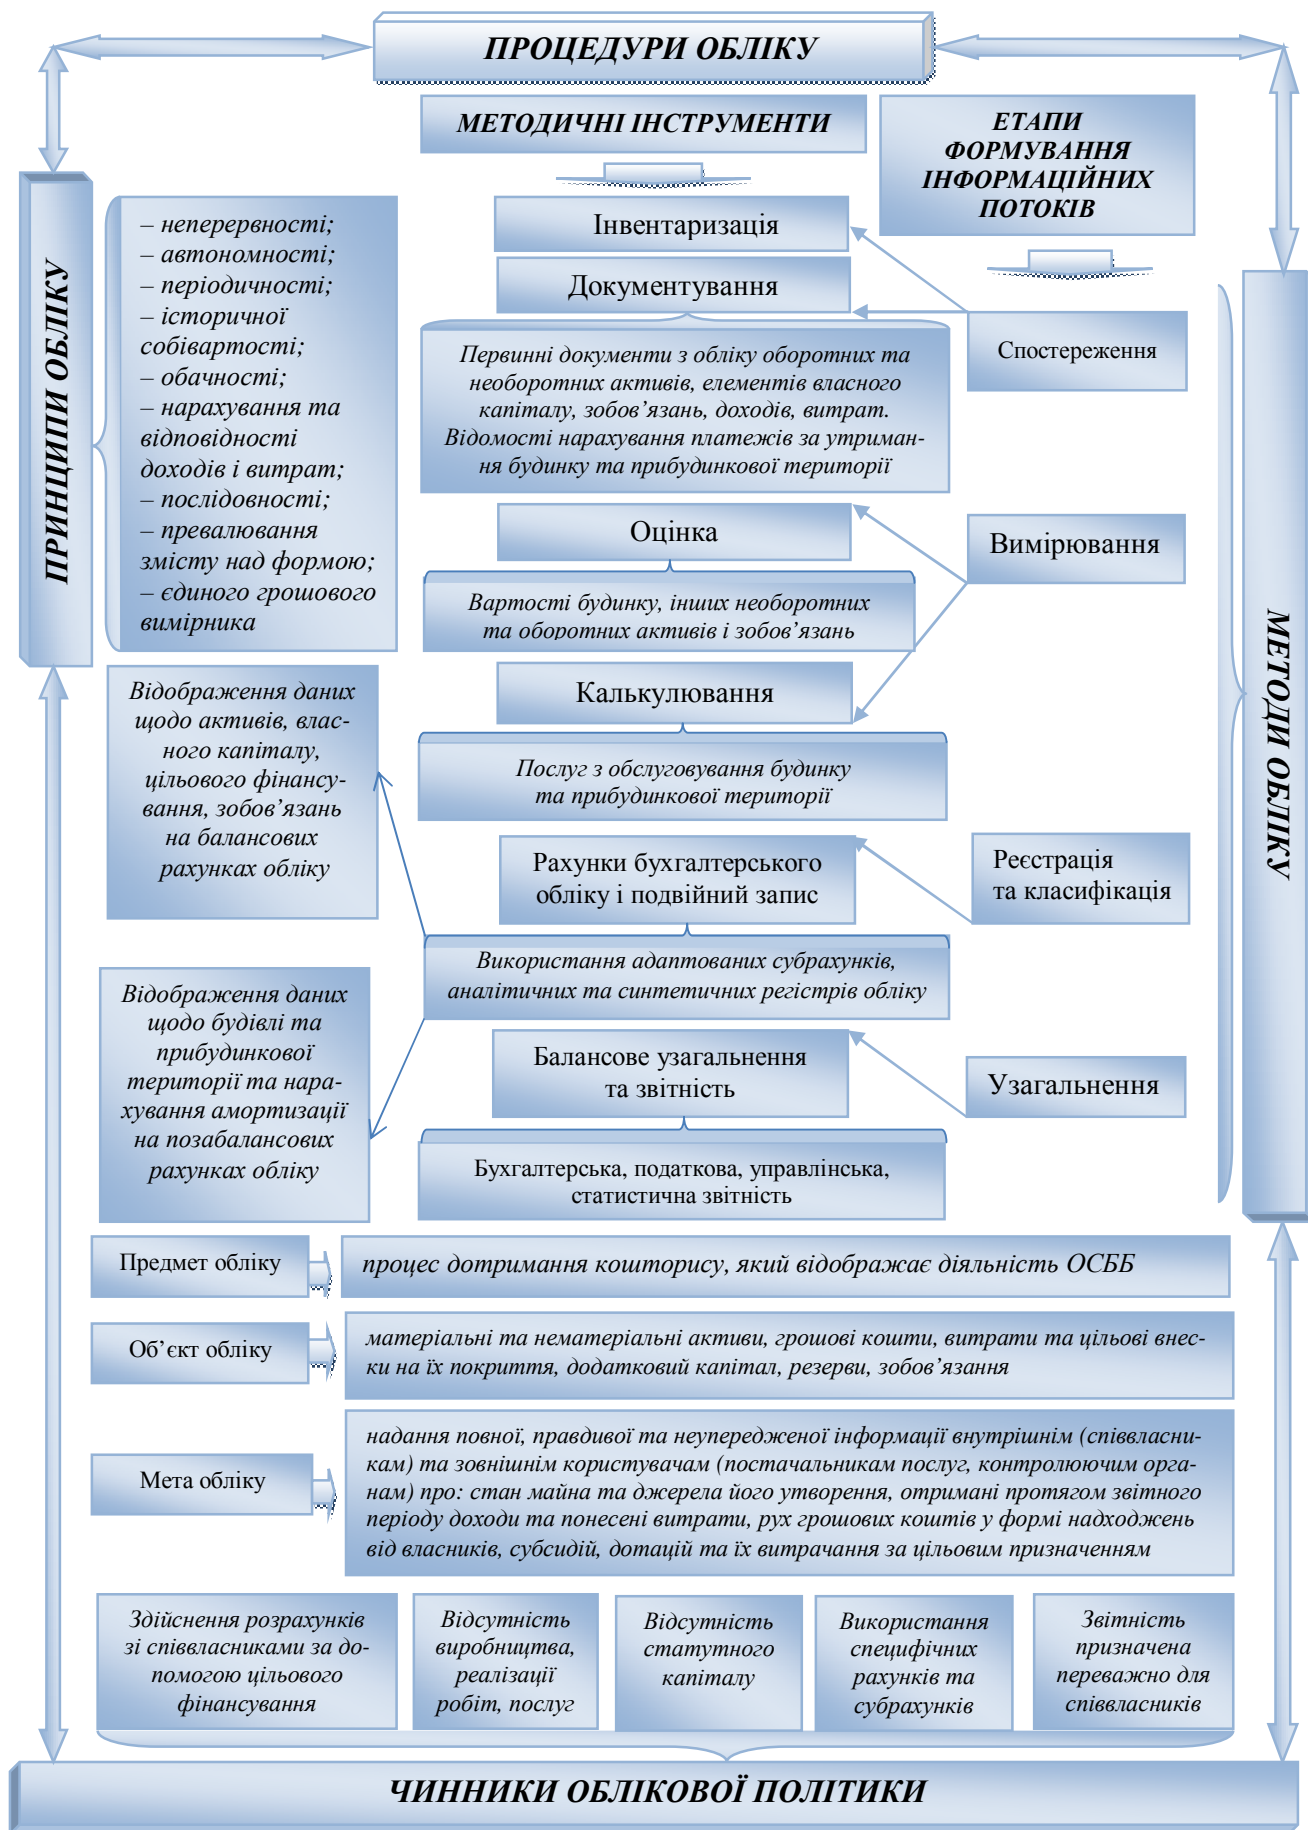 ПРОЦЕДУРИ ОБЛІКУ
МЕТОДИЧНІ ІНСТРУМЕНТИ
ЕТАПИ
ФОРМУВАННЯ
ІНФОРМАЦІЙНИХ
ПОТОКІВ
ПРИНЦИПИ ОБЛІКУ
– неперервності;
– автономності;
– періодичності;
– історичної
собівартості;
– обачності;
– нарахування та
відповідності
доходів і витрат;
– послідовності;
– превалювання
змісту над формою;
– єдиного грошового
вимірника
Інвентаризація
Документування
Первинні документи з обліку оборотних та
необоротних активів, елементів власного
капіталу, зобов’язань, доходів, витрат.
Відомості нарахування платежів за утриман-
ня будинку та прибудинкової території
Спостереження
Оцінка
Вартості будинку, інших необоротних
та оборотних активів і зобов’язань
Вимірювання
Калькулювання
Послуг з обслуговування будинку
та прибудинкової території
МЕТОДИ ОБЛІКУ
Відображення даних
щодо активів, влас-
ного капіталу,
цільового фінансу-
вання, зобов’язань
на балансових
рахунках обліку
Рахунки бухгалтерського
обліку і подвійний запис
Реєстрація
та класифікація
Використання адаптованих субрахунків,
аналітичних та синтетичних регістрів обліку
Відображення даних
щодо будівлі та
прибудинкової
території та нара-
хування амортизації
на позабалансових
рахунках обліку
Балансове узагальнення
та звітність
Узагальнення
Бухгалтерська, податкова, управлінська,
статистична звітність
Предмет обліку
процес дотримання кошторису, який відображає діяльність ОСББ
Об’єкт обліку
матеріальні та нематеріальні активи, грошові кошти, витрати та цільові внес-
ки на їх покриття, додатковий капітал, резерви, зобов’язання
Мета обліку
надання повної, правдивої та неупередженої інформації внутрішнім (співвласни-
кам) та зовнішнім користувачам (постачальникам послуг, контролюючим орга-
нам) про: стан майна та джерела його утворення, отримані протягом звітного
періоду доходи та понесені витрати, рух грошових коштів у формі надходжень
від власників, субсидій, дотацій та їх витрачання за цільовим призначенням
Здійснення розрахунків
зі співвласниками за до-
помогою цільового
фінансування
Відсутність
виробництва,
реалізації
робіт, послуг
Відсутність
статутного
капіталу
Використання
специфічних
рахунків та
субрахунків
Звітність
призначена
переважно для
співвласників
ЧИННИКИ ОБЛІКОВОЇ ПОЛІТИКИ